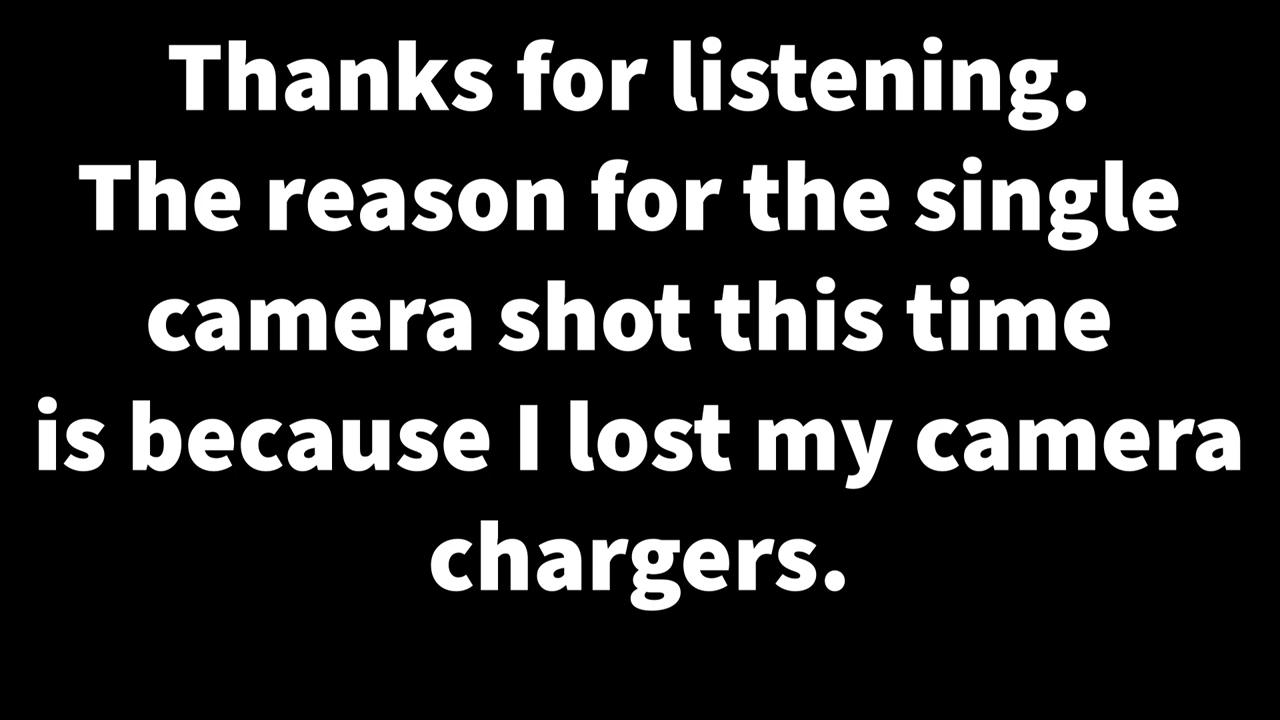 Thanks for listening.
The reason for the single
camera shot this time
is because I lost my camera
chargers.